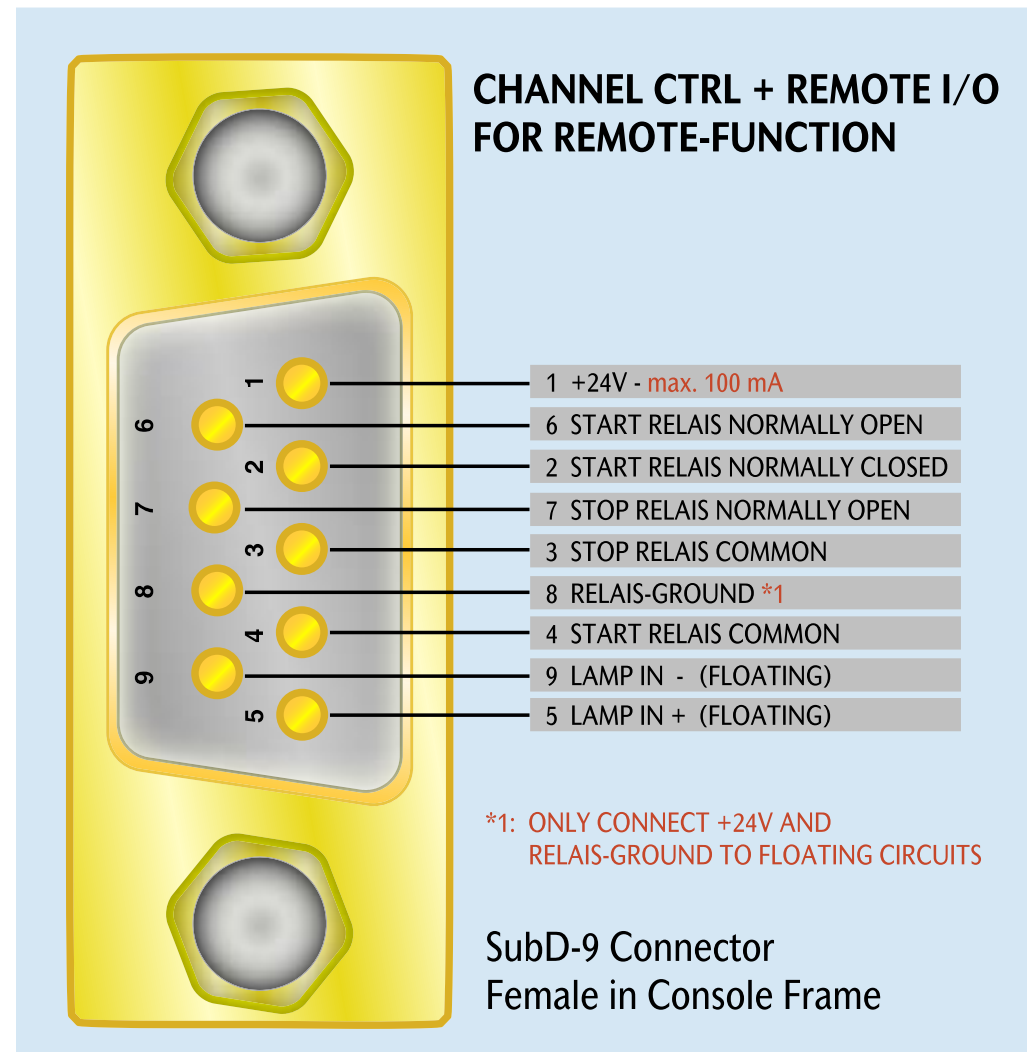 CHANNEL CTRL + REMOTE I/O
FOR REMOTE-FUNCTION
1 1 +24V - max. 100 mA
6 6 START RELAIS NORMALLY OPEN
2 2 START RELAIS NORMALLY CLOSED
7 7 STOP RELAIS NORMALLY OPEN
3 3 STOP RELAIS COMMON
8 8 RELAIS-GROUND *1
4 4 START RELAIS COMMON
9 9 LAMP IN - (FLOATING)
5 5 LAMP IN + (FLOATING)
*1: ONLY CONNECT +24V AND
RELAIS-GROUND TO FLOATING CIRCUITS
SubD-9 Connector
Female in Console Frame